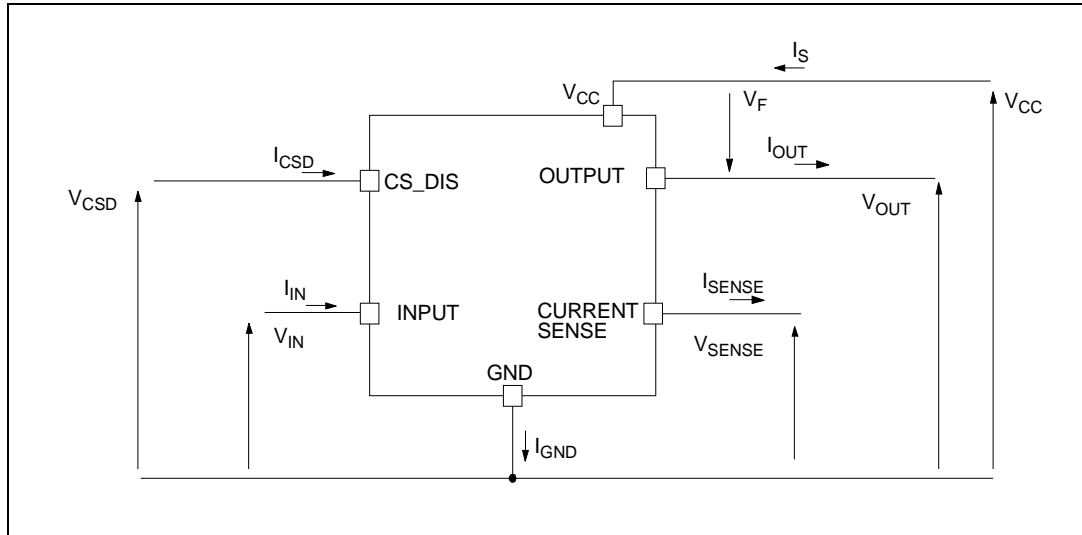 I_S
V_CC
V_F
V_CC
I_OUT
I_CSD
CS_DIS
OUTPUT
V_CSD
V_OUT
I_IN
I_SENSE
INPUT
CURRENT
SENSE
V_IN
V_SENSE
GND
I_GND